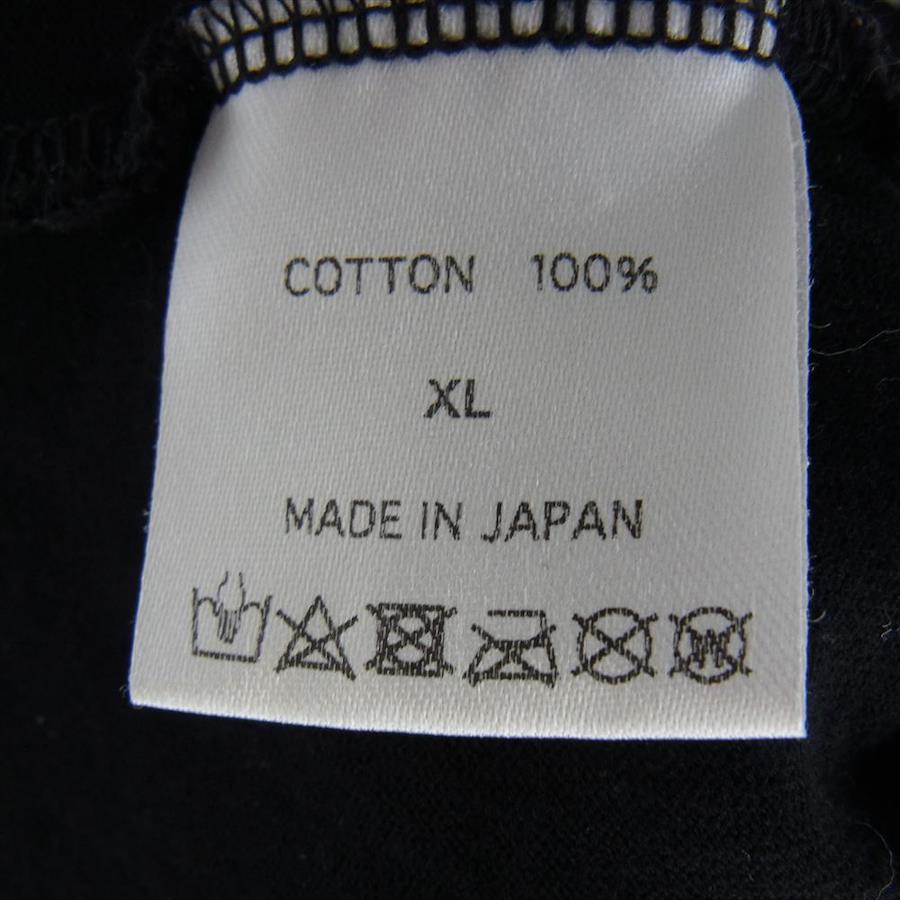 COTTON 100%
XL
MADE IN JAPAN
W